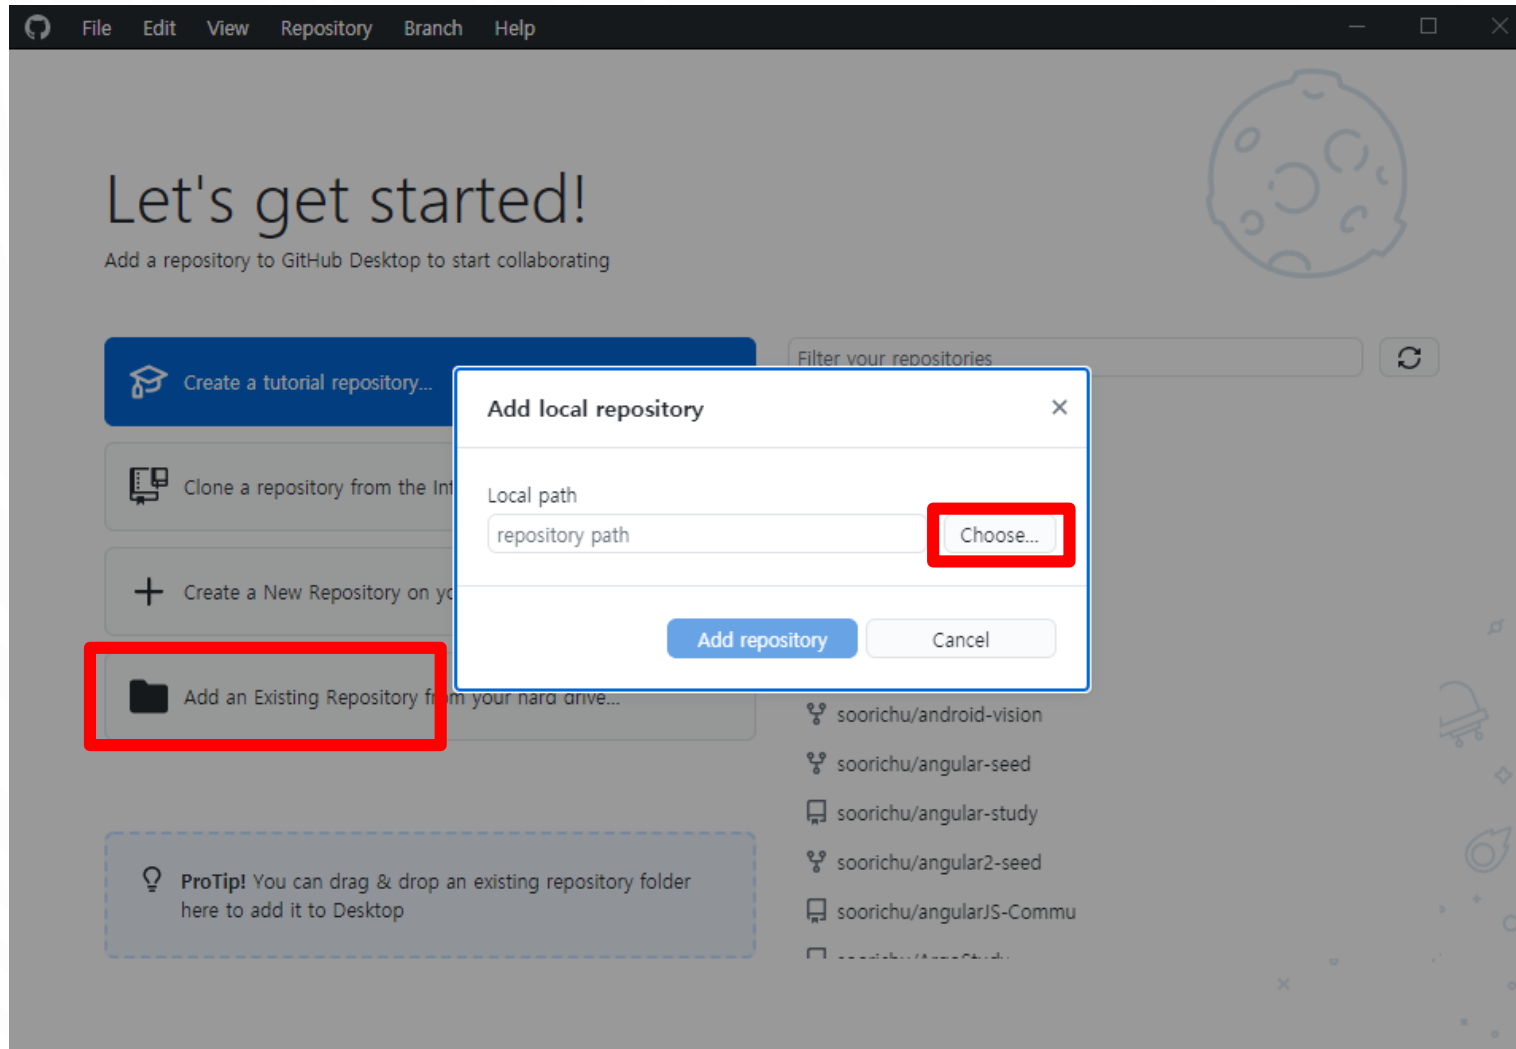 File Edit View Repository Branch Help
Let's get started!
Add a repository to GitHub Desktop to start collaborating
Create a tutorial repository...
Clone a repository from the
Create a New Repository on
Add an Existing Repository from your hard drive...
ProTip! You can drag & drop an existing repository folder
here to add it to Desktop
Filter your repositories
Add local repository
Local path
repository path
Choose...
Add repository
Cancel
soorichu/android-vision
soorichu/angular-seed
soorichu/angular-study
soorichu/angular2-seed
soorichu/angularJS-Commu